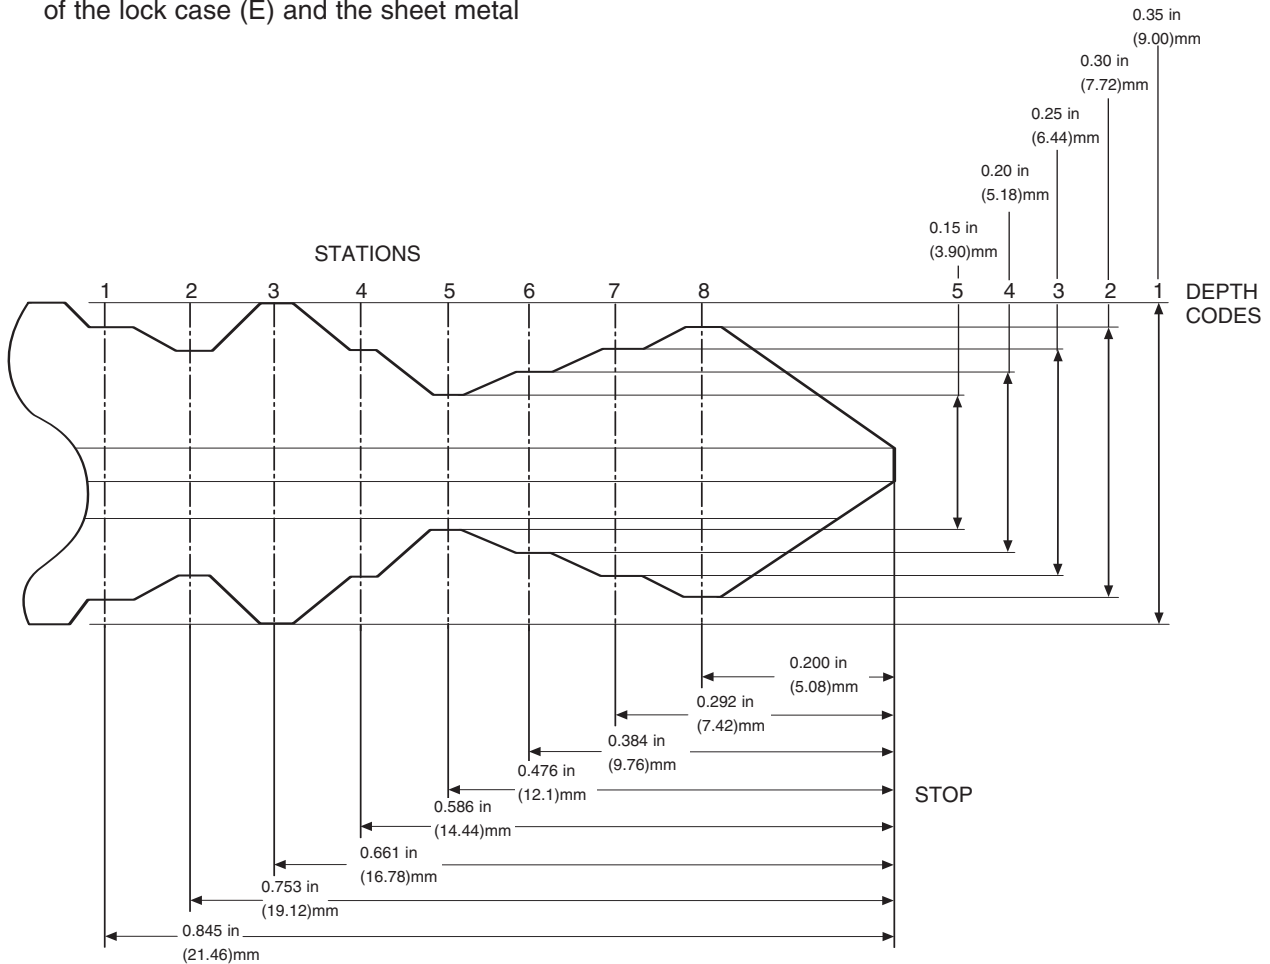 of the lock case (E) and the sheet metal
0.35 in
(9.00)mm
0.30 in
(7.72)mm
0.25 in
(6.44)mm
0.20 in
(5.18)mm
0.15 in
(3.90)mm
STATIONS
1 2 3 4 5 6 7 8 5 4 3 2 1 DEPTH
CODES
0.200 in
(5.08)mm
0.292 in
(7.42)mm
0.384 in
(9.76)mm
0.476 in
(12.1)mm
STOP
0.586 in
(14.44)mm
0.661 in
(16.78)mm
0.753 in
(19.12)mm
0.845 in
(21.46)mm